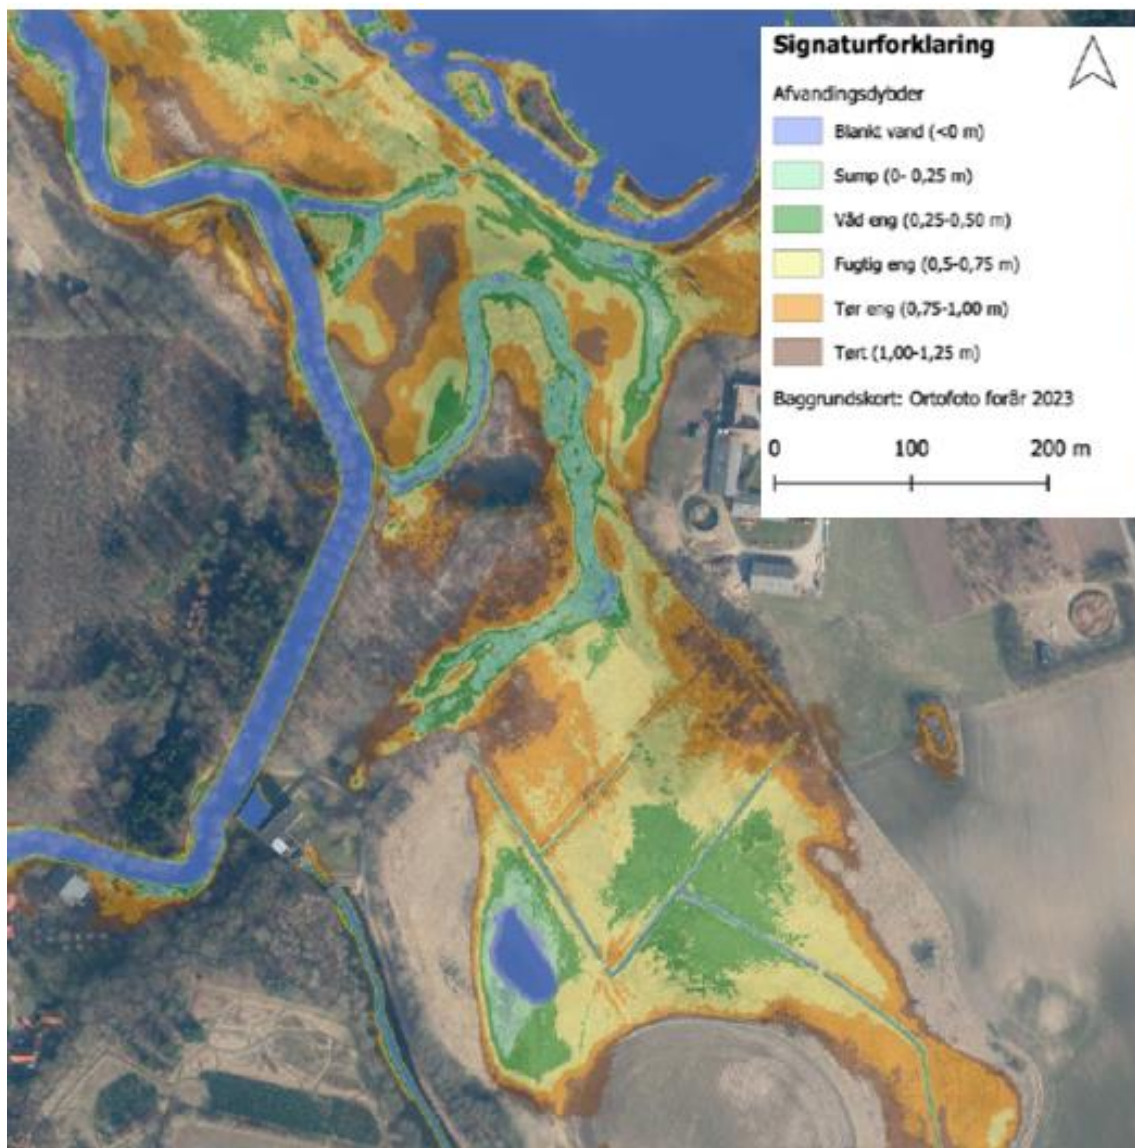 Signaturforklaring
Afvandingsdybder
Blankt vand (<0 m)
Sump (0- 0,25 m)
Våd eng (0,25-0,50 m)
Fugtig eng (0,5-0,75 m)
Tør eng (0,75-1,00 m)
Tørt (1,00-1,25 m)
Baggrundskort: Ortofoto forår 2023
0 100 200 m